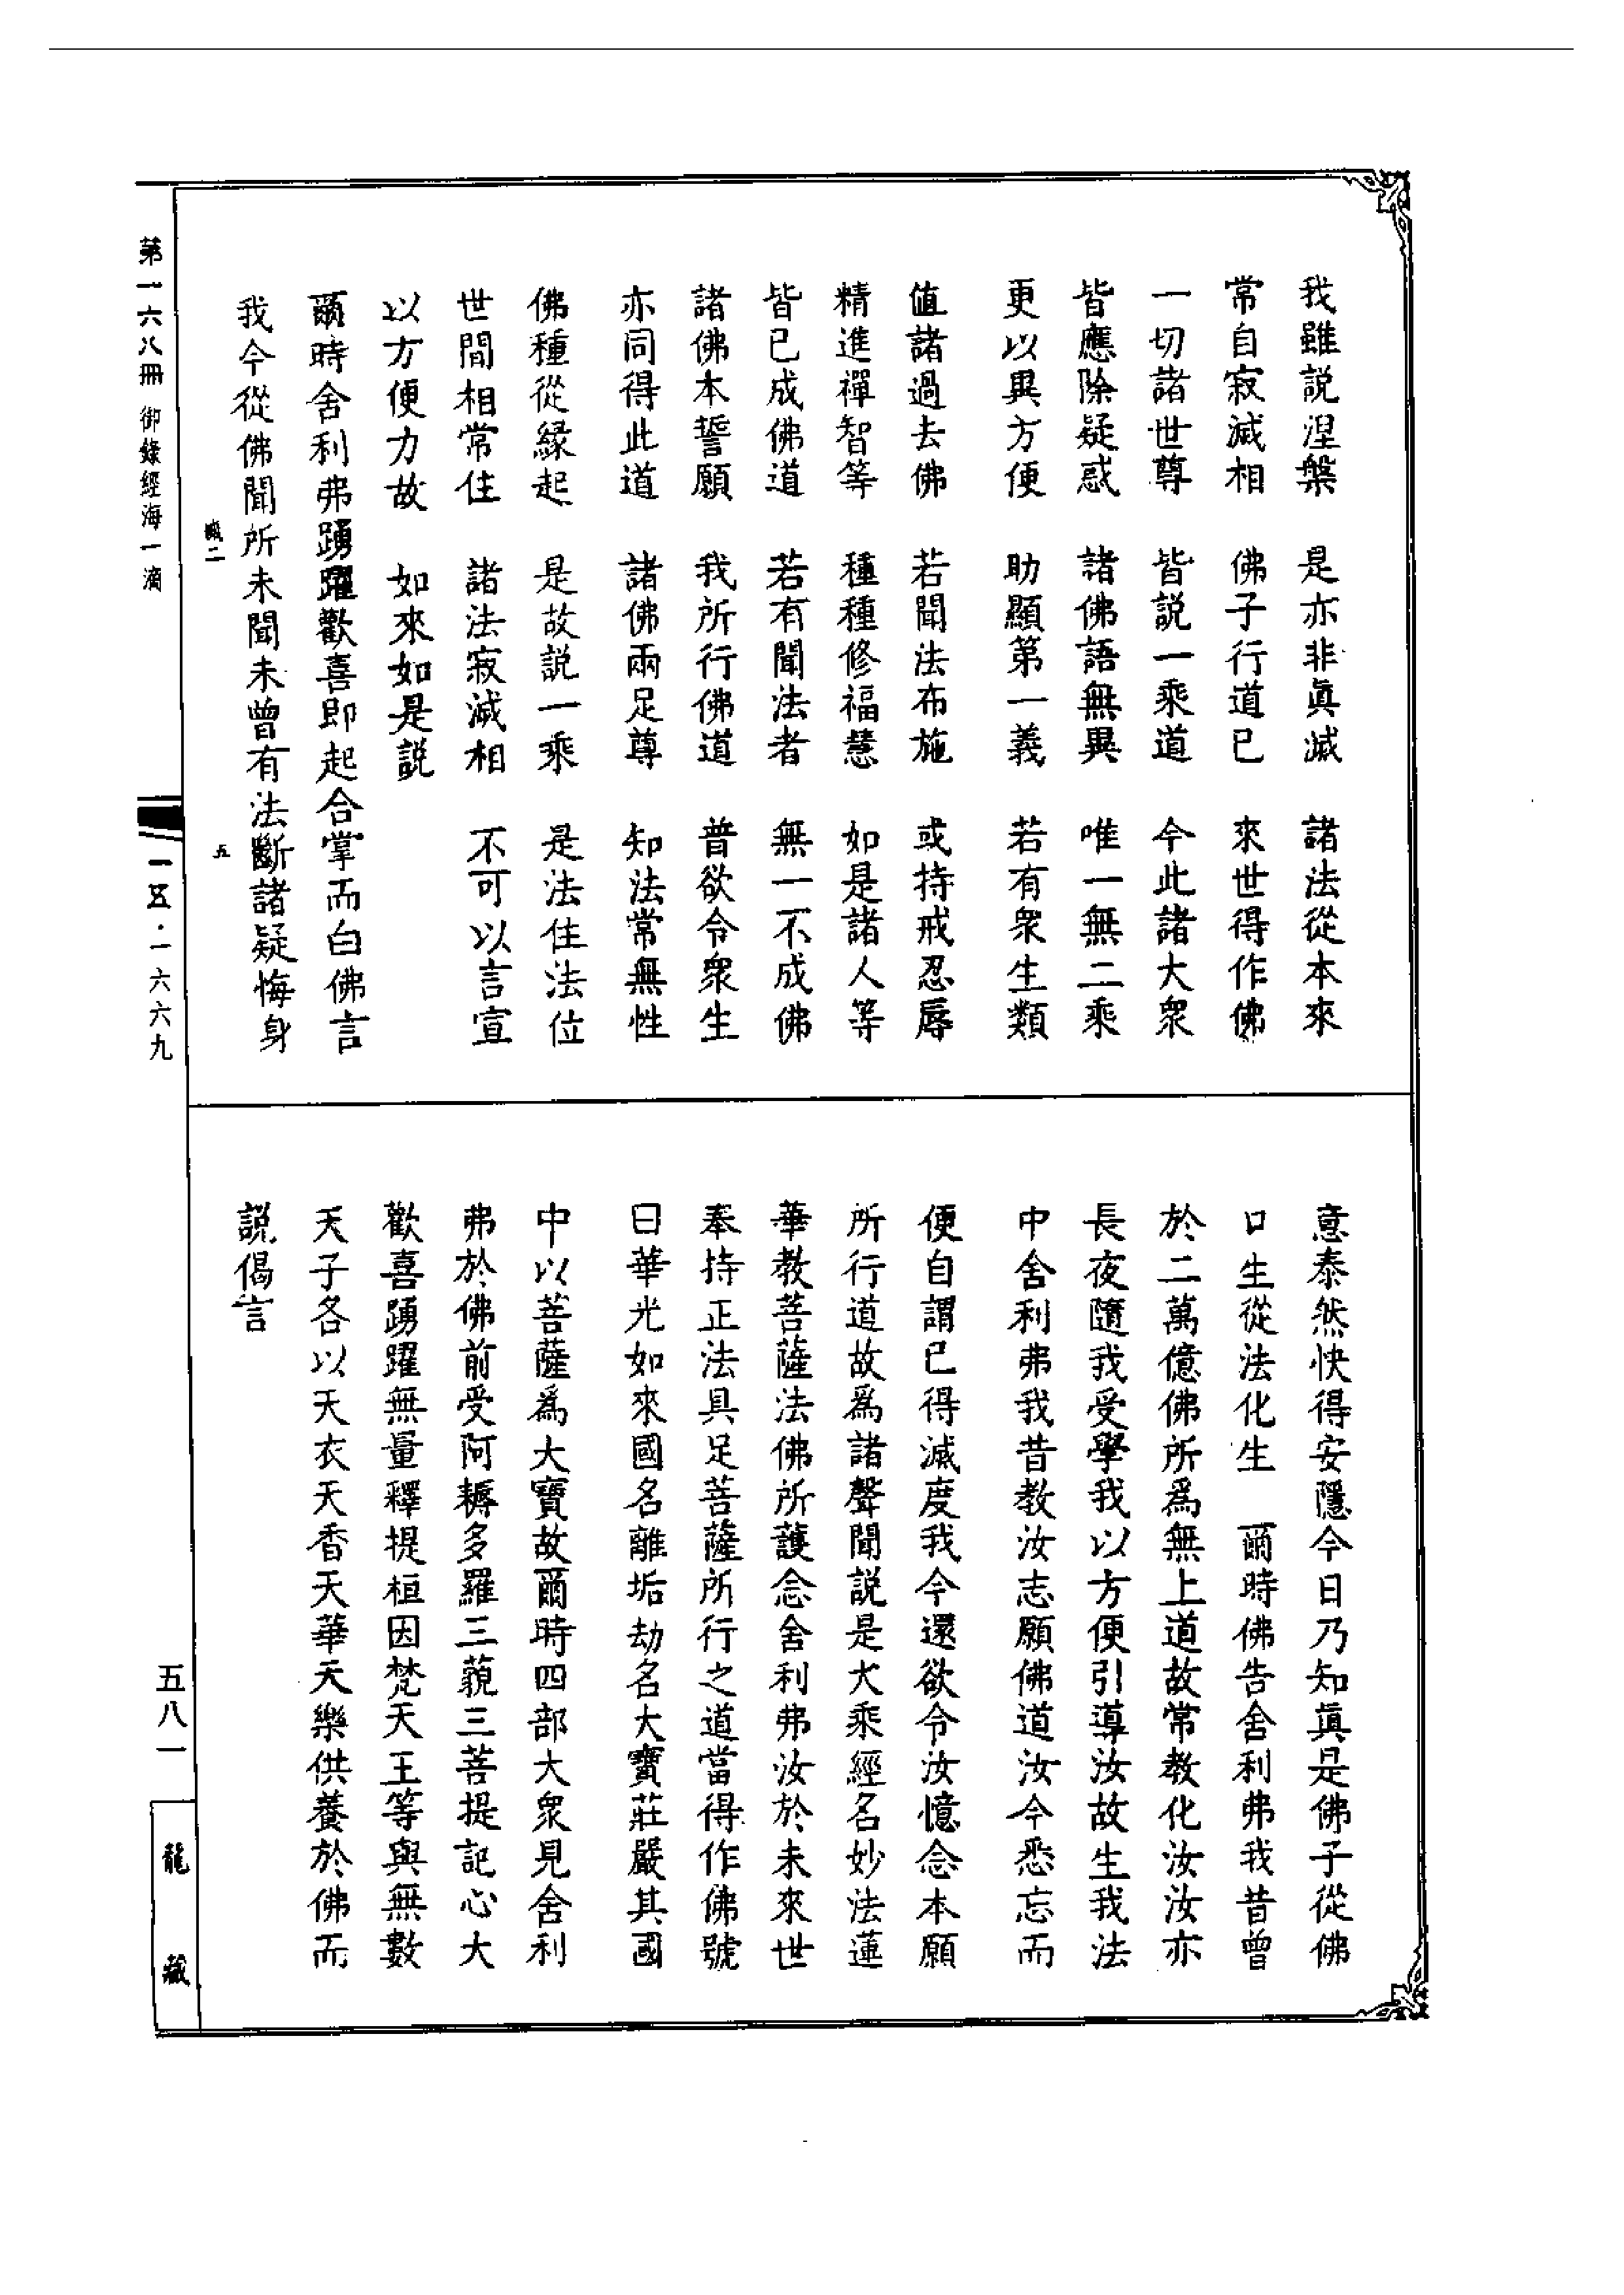 我雖説涅槃　是亦非眞滅　諸法從本來
常自寂滅相　佛子行道已　來世得作佛
一切諸世尊　皆説一乘道　今此諸大衆
皆應除疑惑　諸佛語無異　唯一無二乘
更以異方便　助顯第一義　若有衆生類
值諸過去佛　若聞法布施　或持戒忍辱
精進禪智等　種種修福慧　如是諸人等
皆已成佛道　若有聞法者　無一不成佛
諸佛本誓願　我所行佛道　普欲令衆生
亦同得此道　諸佛兩足尊　知法常無性
佛種從緣起　是故説一乘　是法住法位
世間相常住　諸法寂滅相　不可以言宣
以方便力故　如來如是説
爾時舍利弗踴躍歡喜即起合掌而白佛言
我今從佛聞所未聞未曾有法斷諸疑悔身
二　五
意泰然快得安隱今日乃知眞是佛子從佛
口生從法化生　爾時佛告舍利弗我昔曾
於二萬億佛所爲無上道故常教化汝汝亦
長夜隨我受學我以方便引導汝故生我法
中舍利弗我昔教汝志願佛道汝今悉忘而
便自謂已得滅度我今還欲令汝憶念本願
所行道故爲諸聲聞説是大乘經名妙法蓮
華教菩薩法佛所護念舍利弗汝於未來世
奉持正法具足菩薩所行之道當得作佛號
曰華光如來國名離垢劫名大寶莊嚴其國
中以菩薩爲大寶故爾時四部大衆見舍利
弗於佛前受阿耨多羅三藐三菩提記心大
歡喜踴躍無量釋提桓因梵天王等與無數
天子各以天衣天香天華天樂供養於佛而
説偈言
第一六八冊　御錄經海一滴
一五·一六六九
五八一
龍藏